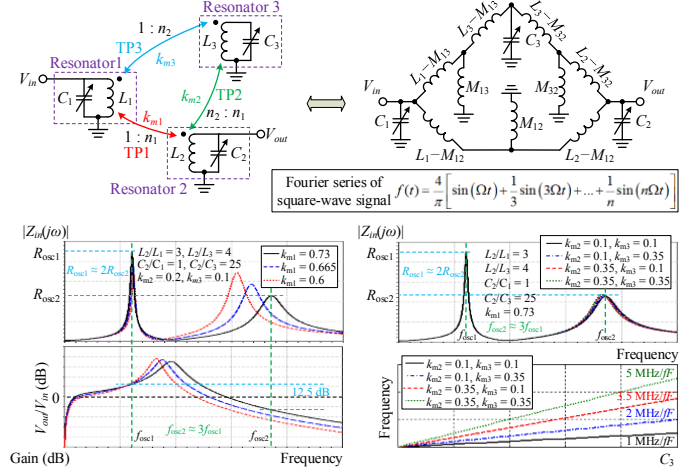 Resonator 3
1 : n₂
TP3
kₘ₃
L₃
C₃
Resonator1
Vᵢₙ
C₁
L₁
kₘ₂
TP2
n₂ : n₁
kₘ₁
1 : n₁
TP1
L₂
C₂
Vₒᵤₜ
Resonator 2
L₃−M₁₃
L₃−M₃₂
C₃
L₁−M₁₃
L₂−M₃₂
M₁₃
M₃₂
Vᵢₙ
Vₒᵤₜ
C₁
M₁₂
C₂
L₁−M₁₂
L₂−M₁₂
Fourier series of
square-wave signal
f(t) = 4/π [sin(Ωt) + 1/3 sin(3Ωt) + ... + 1/n sin(nΩt)]
|Zᵢₙ(jω)|
Rosc1
Rosc1 ≈ 2Rosc2
Rosc2
L₂/L₁ = 3, L₂/L₃ = 4
C₂/C₁ = 1, C₂/C₃ = 25
kₘ₂ = 0.2, kₘ₃ = 0.1
kₘ₁ = 0.73
kₘ₁ = 0.665
kₘ₁ = 0.6
Vout/Vin (dB)
0
12.5 dB
fosc1
fosc2 ≈ 3fosc1
fosc2
Gain (dB)
Frequency
|Zᵢₙ(jω)|
Rosc1
Rosc1 ≈ 2Rosc2
Rosc2
L₂/L₁ = 3
L₂/L₃ = 4
C₂/C₁ = 1
C₂/C₃ = 25
kₘ₁ = 0.73
fosc2 ≈ 3fosc1
kₘ₂ = 0.1, kₘ₃ = 0.1
kₘ₂ = 0.1, kₘ₃ = 0.35
kₘ₂ = 0.35, kₘ₃ = 0.1
kₘ₂ = 0.35, kₘ₃ = 0.35
fosc1
fosc2
Frequency
Frequency
kₘ₂ = 0.1, kₘ₃ = 0.1
kₘ₂ = 0.1, kₘ₃ = 0.35
kₘ₂ = 0.35, kₘ₃ = 0.1
kₘ₂ = 0.35, kₘ₃ = 0.35
5 MHz/fF
3.5 MHz/fF
2 MHz/fF
1 MHz/fF
C₃